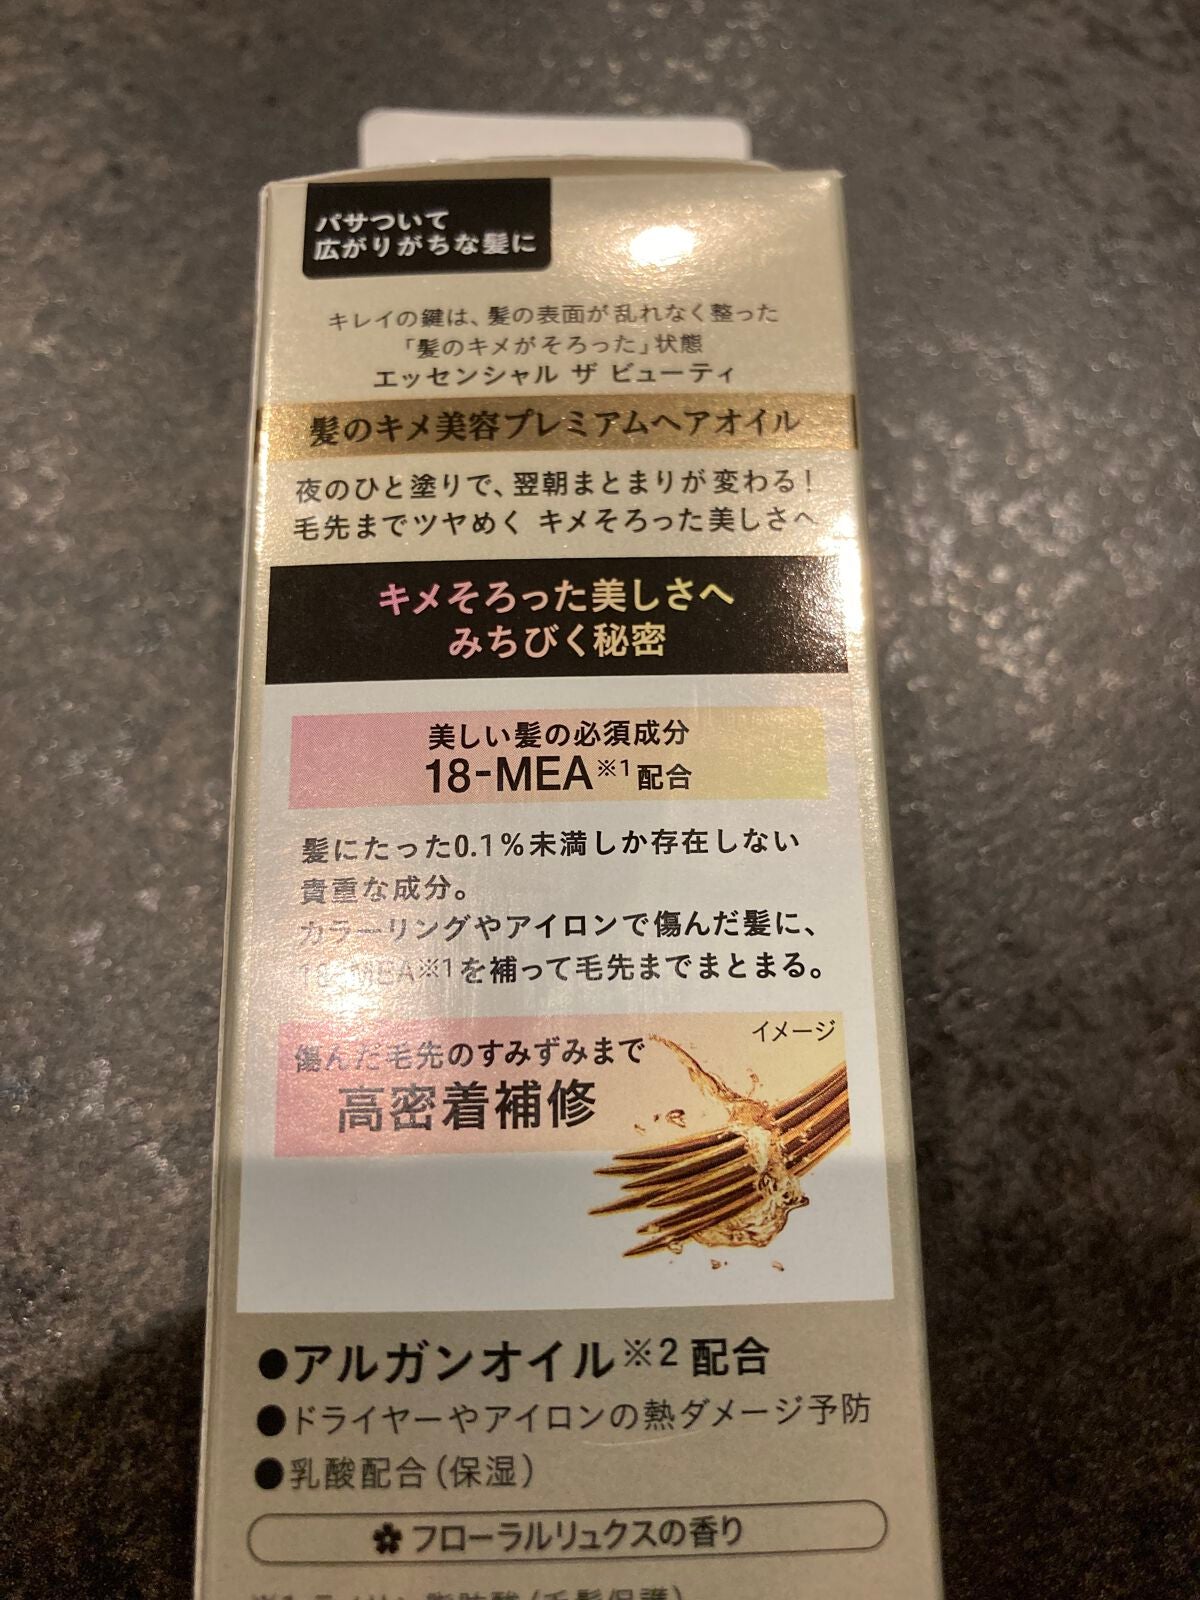 パサついて
広がりがちな髪に
キレイの鍵は、髪の表面が乱れなく整った
「髪のキメがそろった」状態
エッセンシャル ザ ビューティ
髪のキメ美容プレミアムヘアオイル
夜のひと塗りで、翌朝まとまりが変わる!
毛先までツヤめく キメそろった美しさへ
キメそろった美しさへ
みちびく秘密
美しい髪の必須成分
18-MEA※1配合
髪にたった0.1%未満しか存在しない
貴重な成分。
カラーリングやアイロンで傷んだ髪に、
18-MEA※1を補って毛先までまとまる。
イメージ
傷んだ毛先のすみずみまで
高密着補修
●アルガンオイル※2 配合
●ドライヤーやアイロンの熱ダメージ予防
●乳酸配合(保湿)
フローラルリュクスの香り